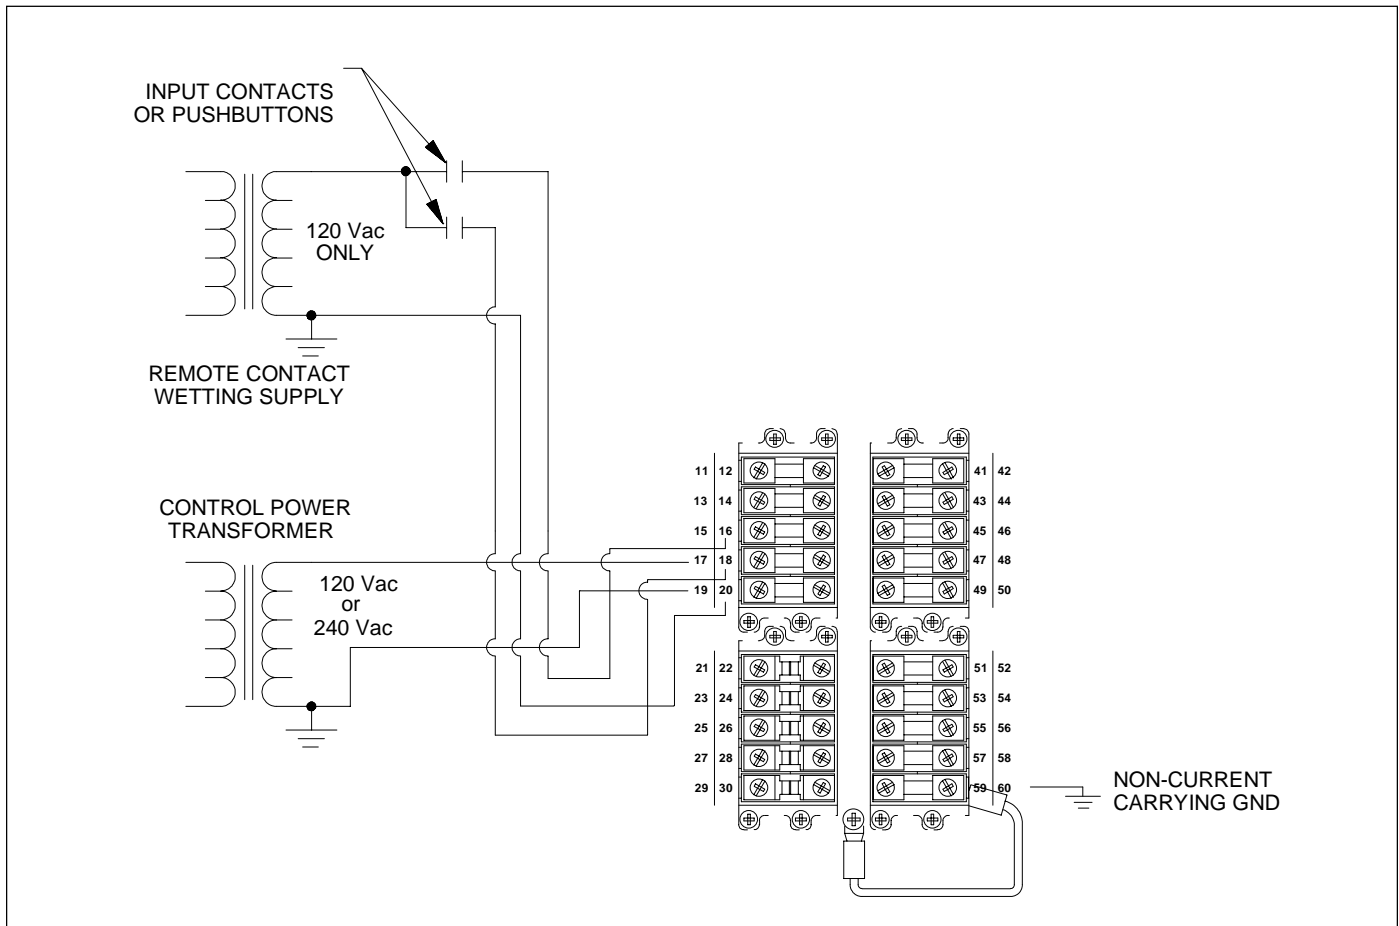 INPUT CONTACTS
OR PUSHBUTTONS
120 Vac
ONLY
REMOTE CONTACT
WETTING SUPPLY
CONTROL POWER
TRANSFORMER
120 Vac
or
240 Vac
11 12
13 14
15 16
17 18
19 20
21 22
23 24
25 26
27 28
29 30
41 42
43 44
45 46
47 48
49 50
51 52
53 54
55 56
57 58
59 60
NON-CURRENT
CARRYING GND